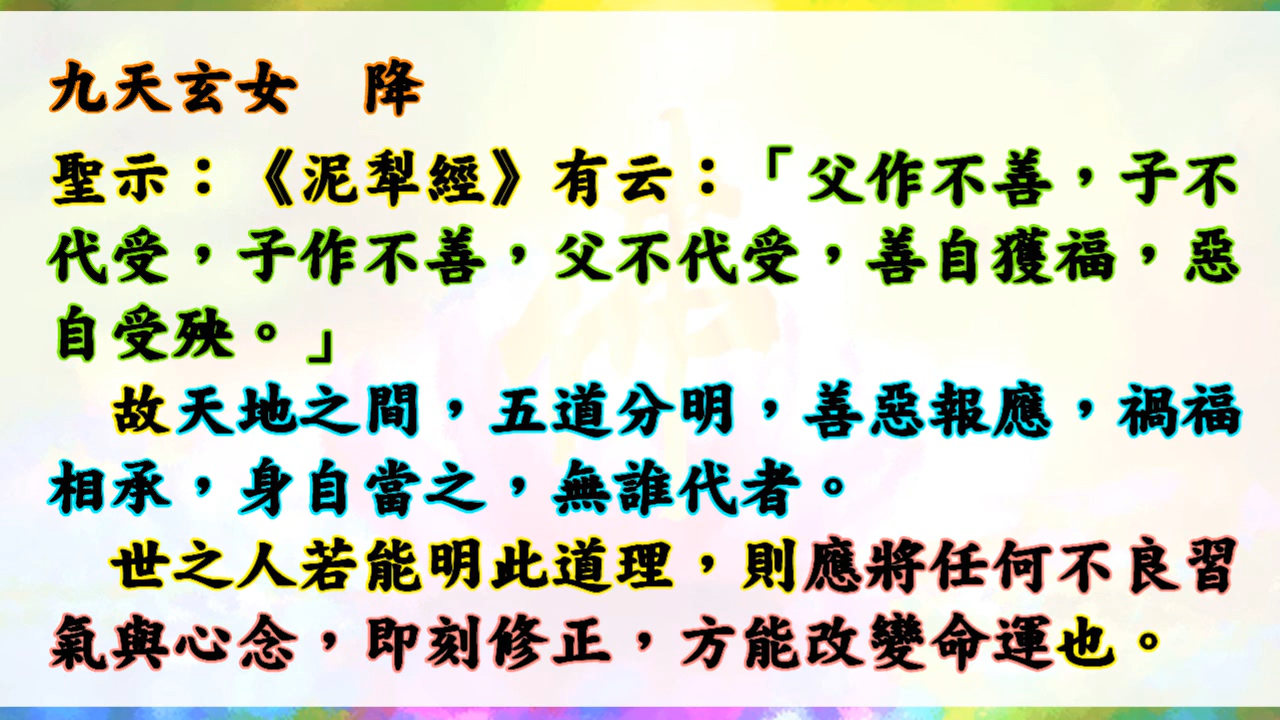 九天玄女　降
聖示：《泥犁經》有云：「父作不善，子不
代受，子作不善，父不代受，善自獲福，惡
自受殃。」
　故天地之間，五道分明，善惡報應，禍福
相承，身自當之，無誰代者。
　世之人若能明此道理，則應將任何不良習
氣與心念，即刻修正，方能改變命運也。